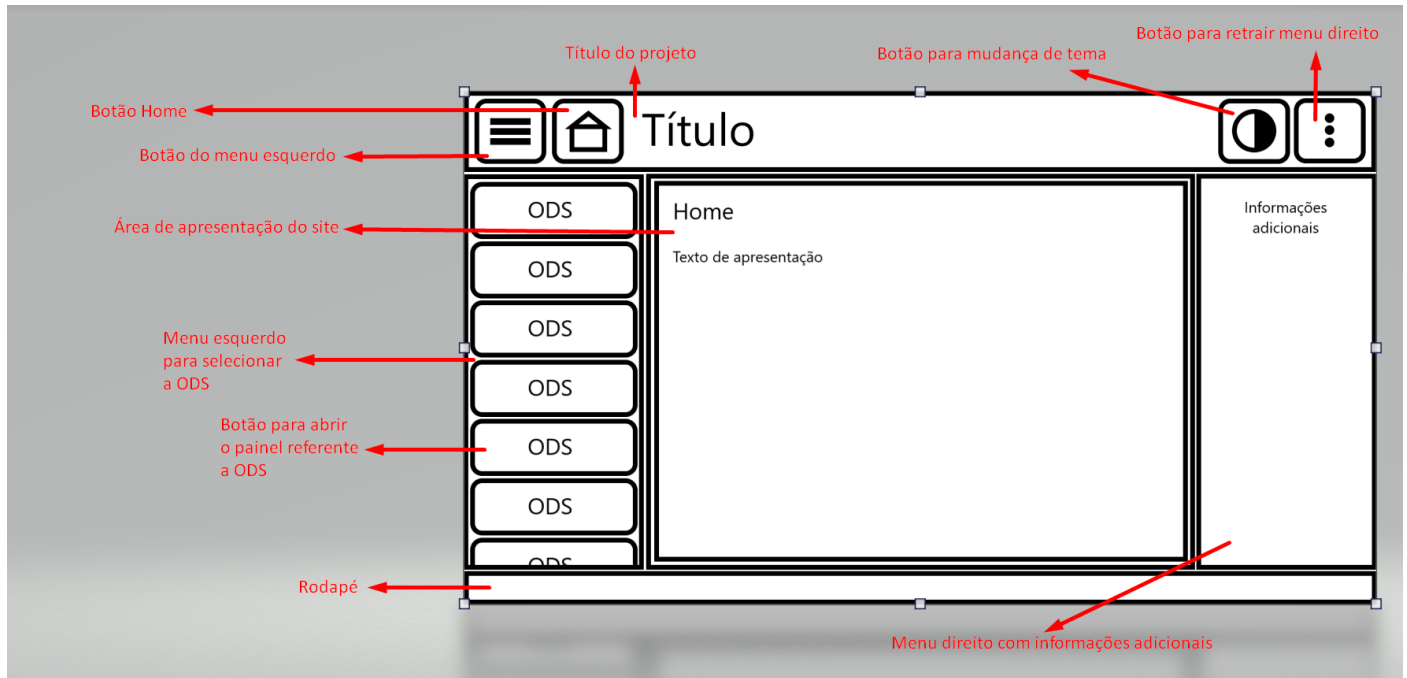 Botão para retrair menu direito
Título do projeto
Botão para mudança de tema
Botão Home
Título
Botão do menu esquerdo
ODS
Home
Informações
adicionais
Área de apresentação do site
Texto de apresentação
ODS
ODS
Menu esquerdo
para selecionar
a ODS
ODS
Botão para abrir
o painel referente
a ODS
ODS
ODS
ODS
Rodapé
Menu direito com informações adicionais